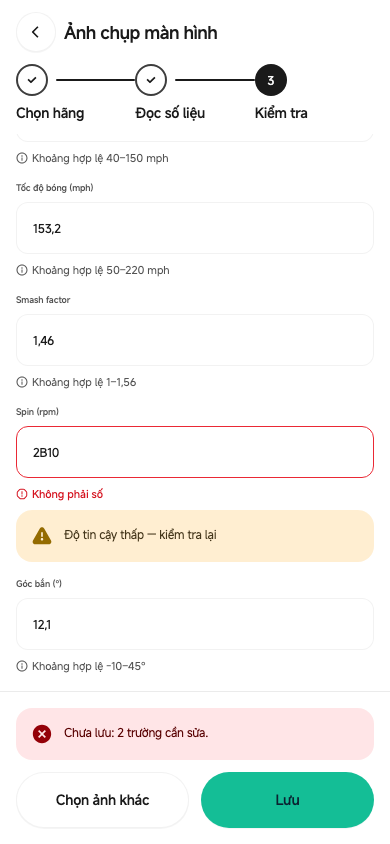 Ảnh chụp màn hình
3
Chọn hãng
Đọc số liệu
Kiểm tra
Khoảng hợp lệ 40–150 mph
Tốc độ bóng (mph)
153,2
Khoảng hợp lệ 50–220 mph
Smash factor
1,46
Khoảng hợp lệ 1–1,56
Spin (rpm)
2B10
Không phải số
Độ tin cậy thấp — kiểm tra lại
Góc bắn (°)
12,1
Khoảng hợp lệ -10–45°
Chưa lưu: 2 trường cần sửa.
Chọn ảnh khác
Lưu